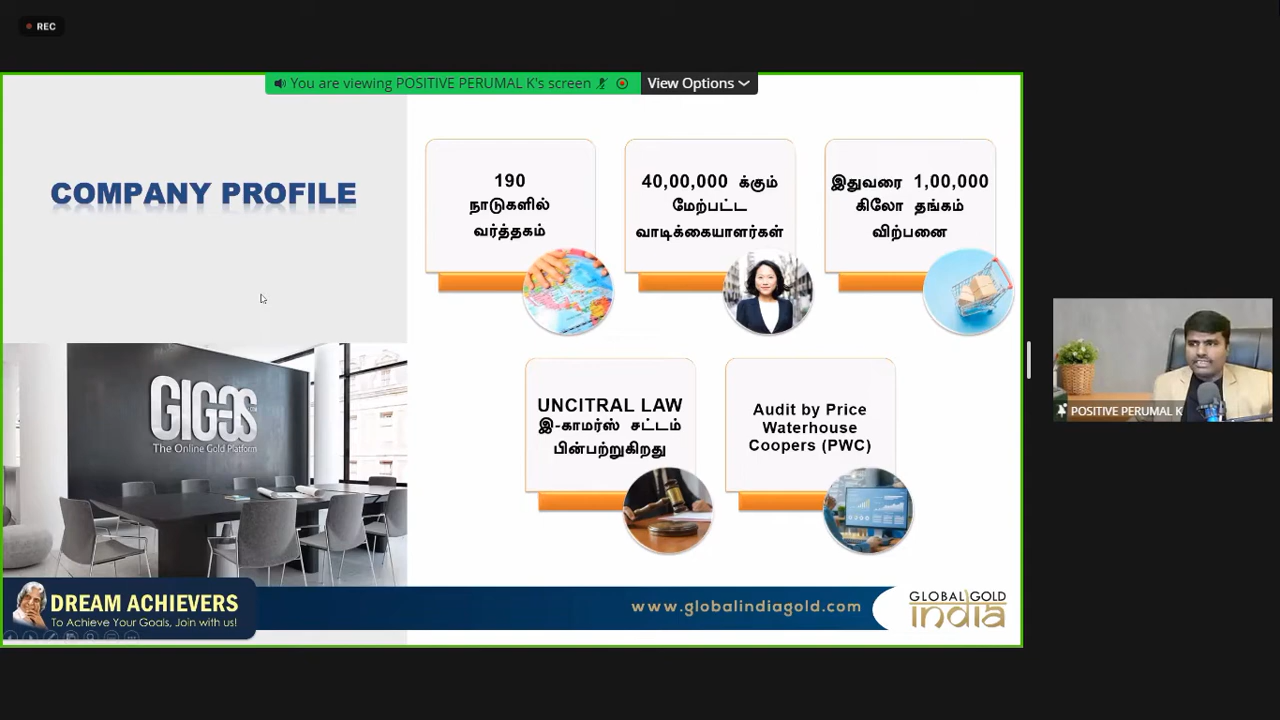 REC
You are viewing POSITIVE PERUMAL K's screen
View Options
COMPANY PROFILE
190
நாடுகளில்
வர்த்தகம்
40,00,000 க்கும்
மேற்பட்ட
வாடிக்கையாளர்கள்
இதுவரை 1,00,000
கிலோ தங்கம்
விற்பனை
UNCITRAL LAW
இ-காமர்ஸ் சட்டம்
பின்பற்றுகிறது
Audit by Price
Waterhouse
Coopers (PWC)
GIGOS
The Online Gold Platform
POSITIVE PERUMAL K
DREAM ACHIEVERS
To Achieve Your Goals, Join with us!
www.globalindiagold.com
GLOBAL GOLD
india